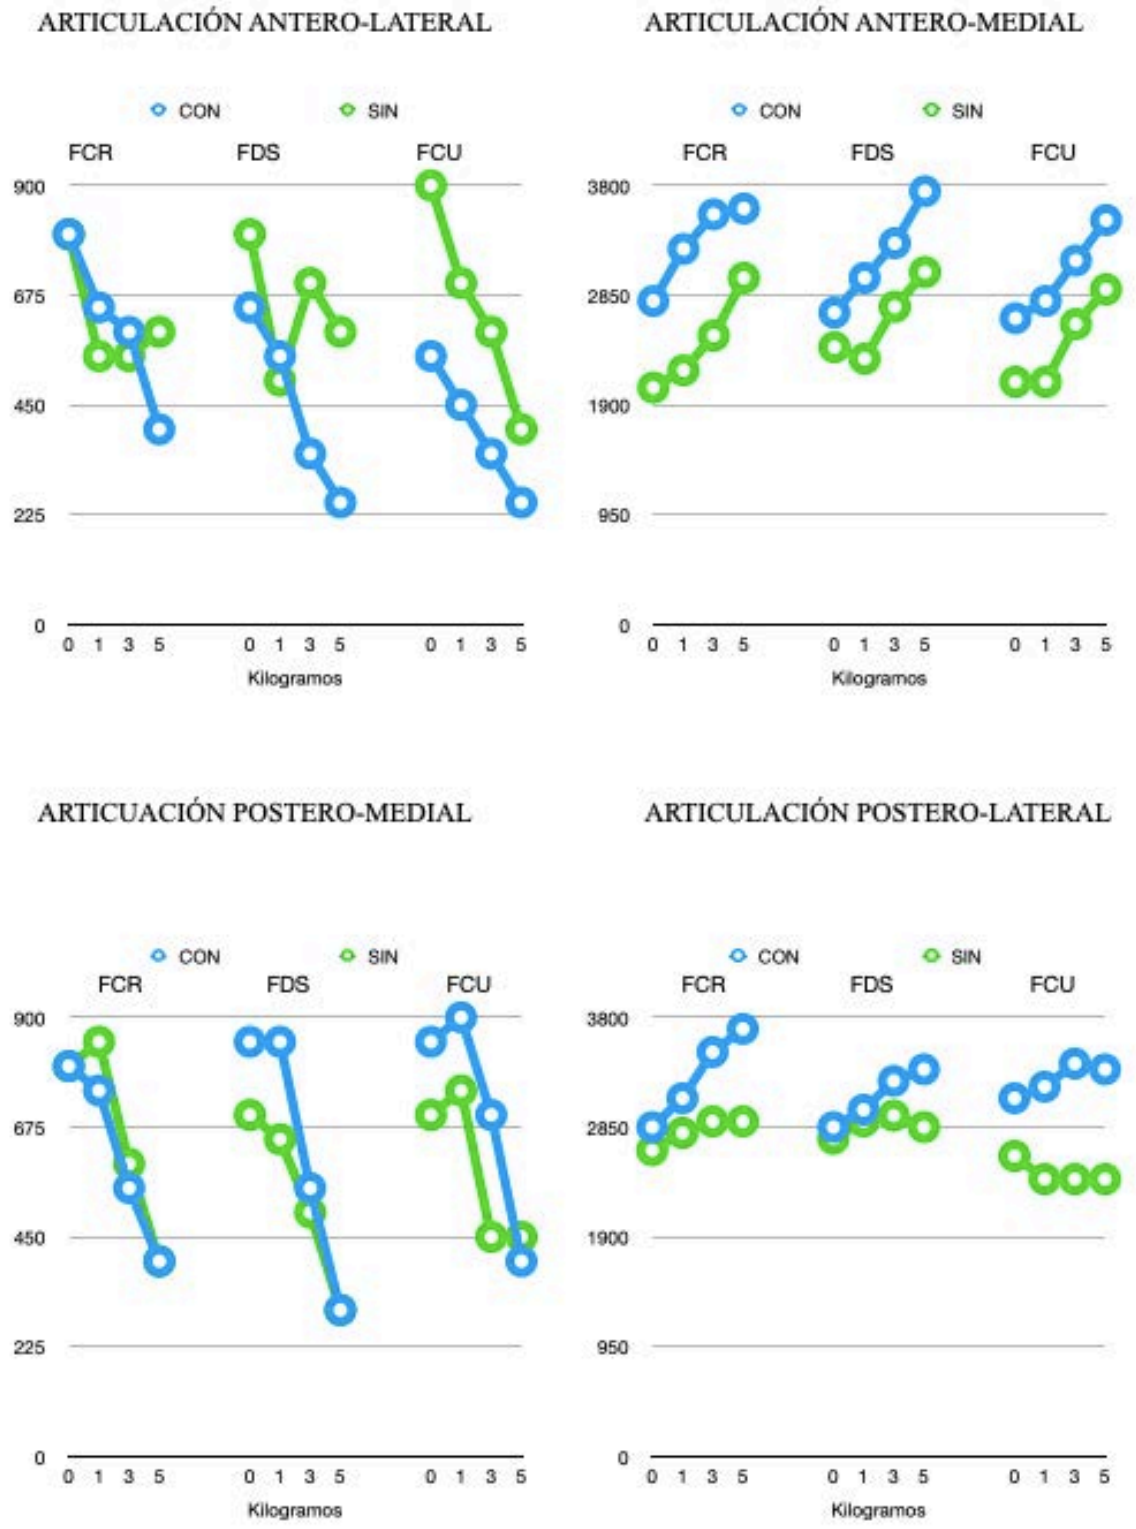 ARTICULACIÓN ANTERO-LATERAL
CON SIN
FCR FDS FCU
900
675
450
225
0
0 1 3 5 0 1 3 5 0 1 3 5
Kilogramos
ARTICULACIÓN ANTERO-MEDIAL
CON SIN
FCR FDS FCU
3800
2850
1900
950
0
0 1 3 5 0 1 3 5 0 1 3 5
Kilogramos
ARTICUACIÓN POSTERO-MEDIAL
CON SIN
FCR FDS FCU
900
675
450
225
0
0 1 3 5 0 1 3 5 0 1 3 5
Kilogramos
ARTICULACIÓN POSTERO-LATERAL
CON SIN
FCR FDS FCU
3800
2850
1900
950
0
0 1 3 5 0 1 3 5 0 1 3 5
Kilogramos